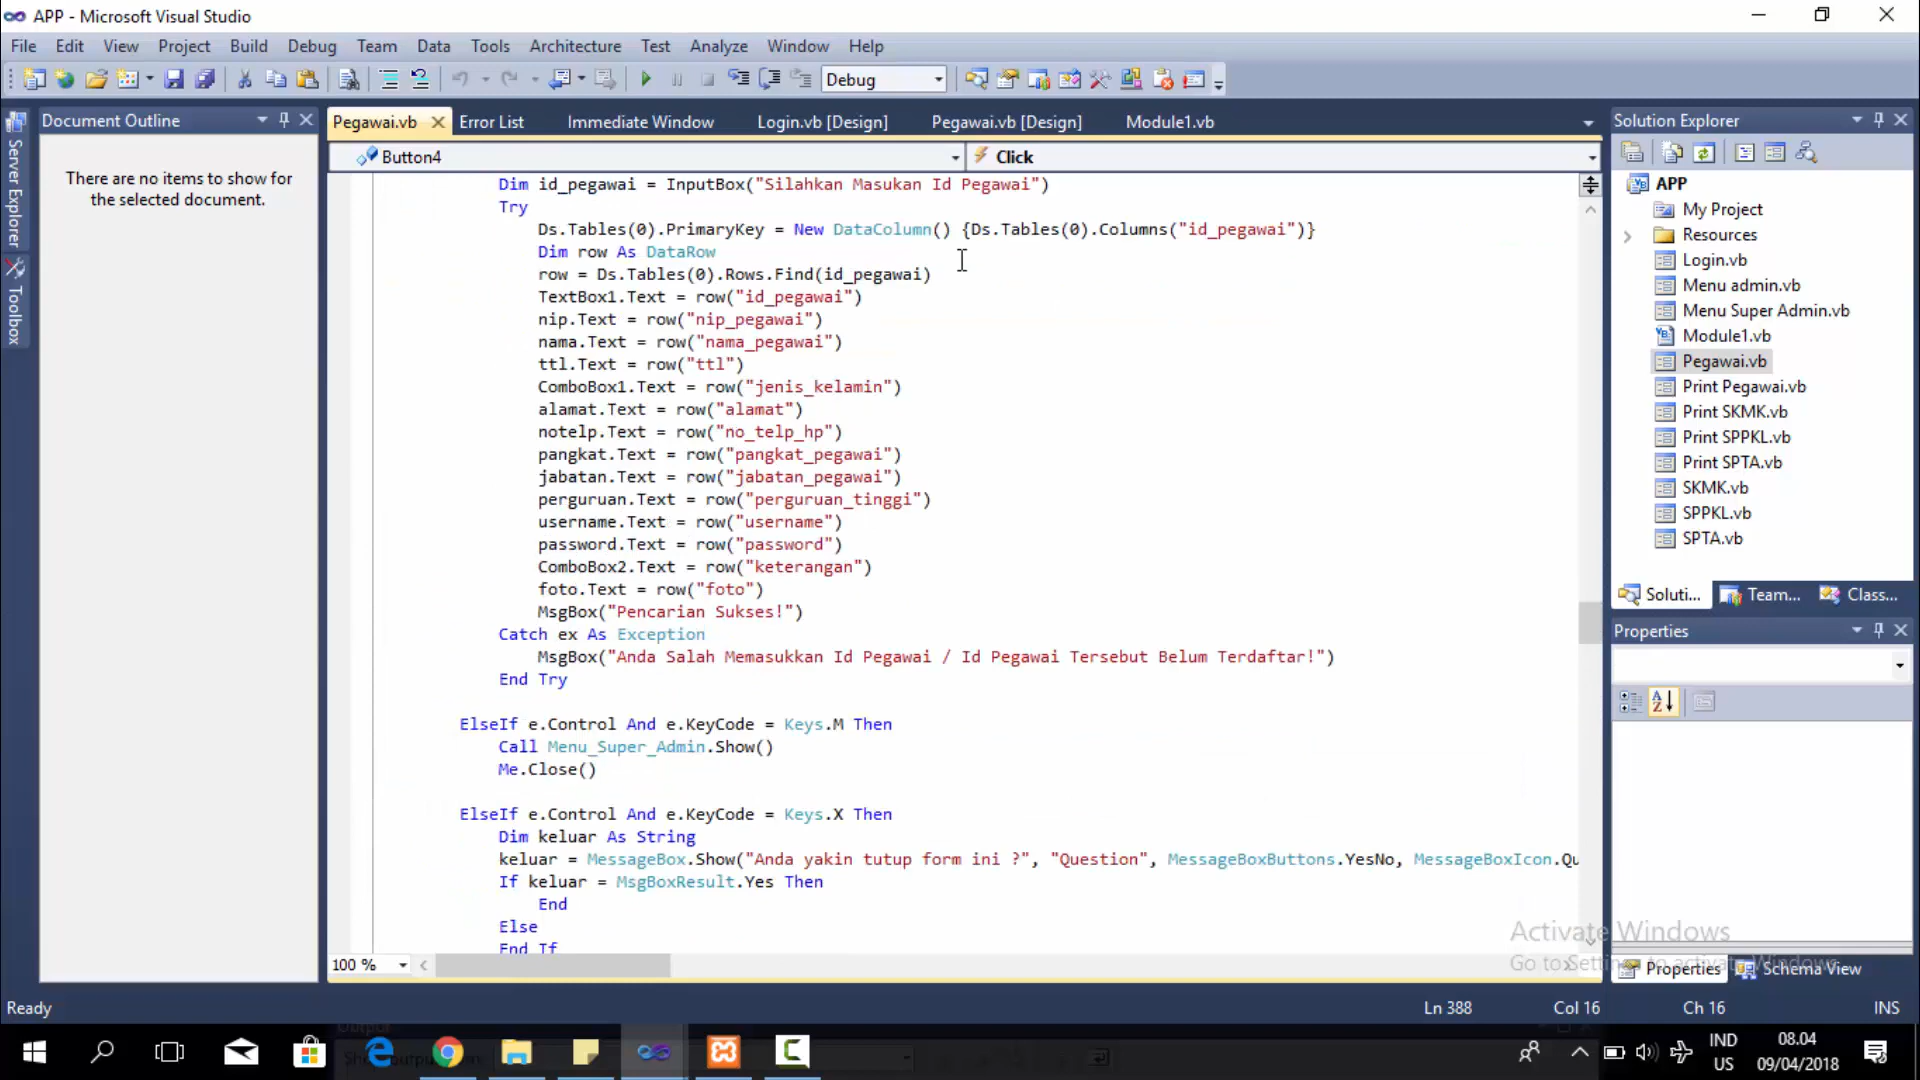 APP - Microsoft Visual Studio
File Edit View Project Build Debug Team Data Tools Architecture Test Analyze Window Help
Debug
Server Explorer
Toolbox
Document Outline
There are no items to show for
the selected document.
Pegawai.vb Error List Immediate Window Login.vb [Design] Pegawai.vb [Design] Module1.vb
Button4 Click
Dim id_pegawai = InputBox("Silahkan Masukan Id Pegawai")
Try
Ds.Tables(0).PrimaryKey = New DataColumn() {Ds.Tables(0).Columns("id_pegawai")}
Dim row As DataRow
row = Ds.Tables(0).Rows.Find(id_pegawai)
TextBox1.Text = row("id_pegawai")
nip.Text = row("nip_pegawai")
nama.Text = row("nama_pegawai")
ttl.Text = row("ttl")
ComboBox1.Text = row("jenis_kelamin")
alamat.Text = row("alamat")
notelp.Text = row("no_telp_hp")
pangkat.Text = row("pangkat_pegawai")
jabatan.Text = row("jabatan_pegawai")
perguruan.Text = row("perguruan_tinggi")
username.Text = row("username")
password.Text = row("password")
ComboBox2.Text = row("keterangan")
foto.Text = row("foto")
MsgBox("Pencarian Sukses!")
Catch ex As Exception
MsgBox("Anda Salah Memasukkan Id Pegawai / Id Pegawai Tersebut Belum Terdaftar!")
End Try
ElseIf e.Control And e.KeyCode = Keys.M Then
Call Menu_Super_Admin.Show()
Me.Close()
ElseIf e.Control And e.KeyCode = Keys.X Then
Dim keluar As String
keluar = MessageBox.Show("Anda yakin tutup form ini ?", "Question", MessageBoxButtons.YesNo, MessageBoxIcon.Qu
If keluar = MsgBoxResult.Yes Then
End
Else
End If
100 %
Solution Explorer
APP
My Project
Resources
Login.vb
Menu admin.vb
Menu Super Admin.vb
Module1.vb
Pegawai.vb
Print Pegawai.vb
Print SKMK.vb
Print SPPKL.vb
Print SPTA.vb
SKMK.vb
SPPKL.vb
SPTA.vb
Soluti... Team... Class...
Properties
Activate Windows
Go to Settings to activate Windows.
Properties Schema View
Ready Ln 388 Col 16 Ch 16 INS
Output
IND
US
08.04
09/04/2018